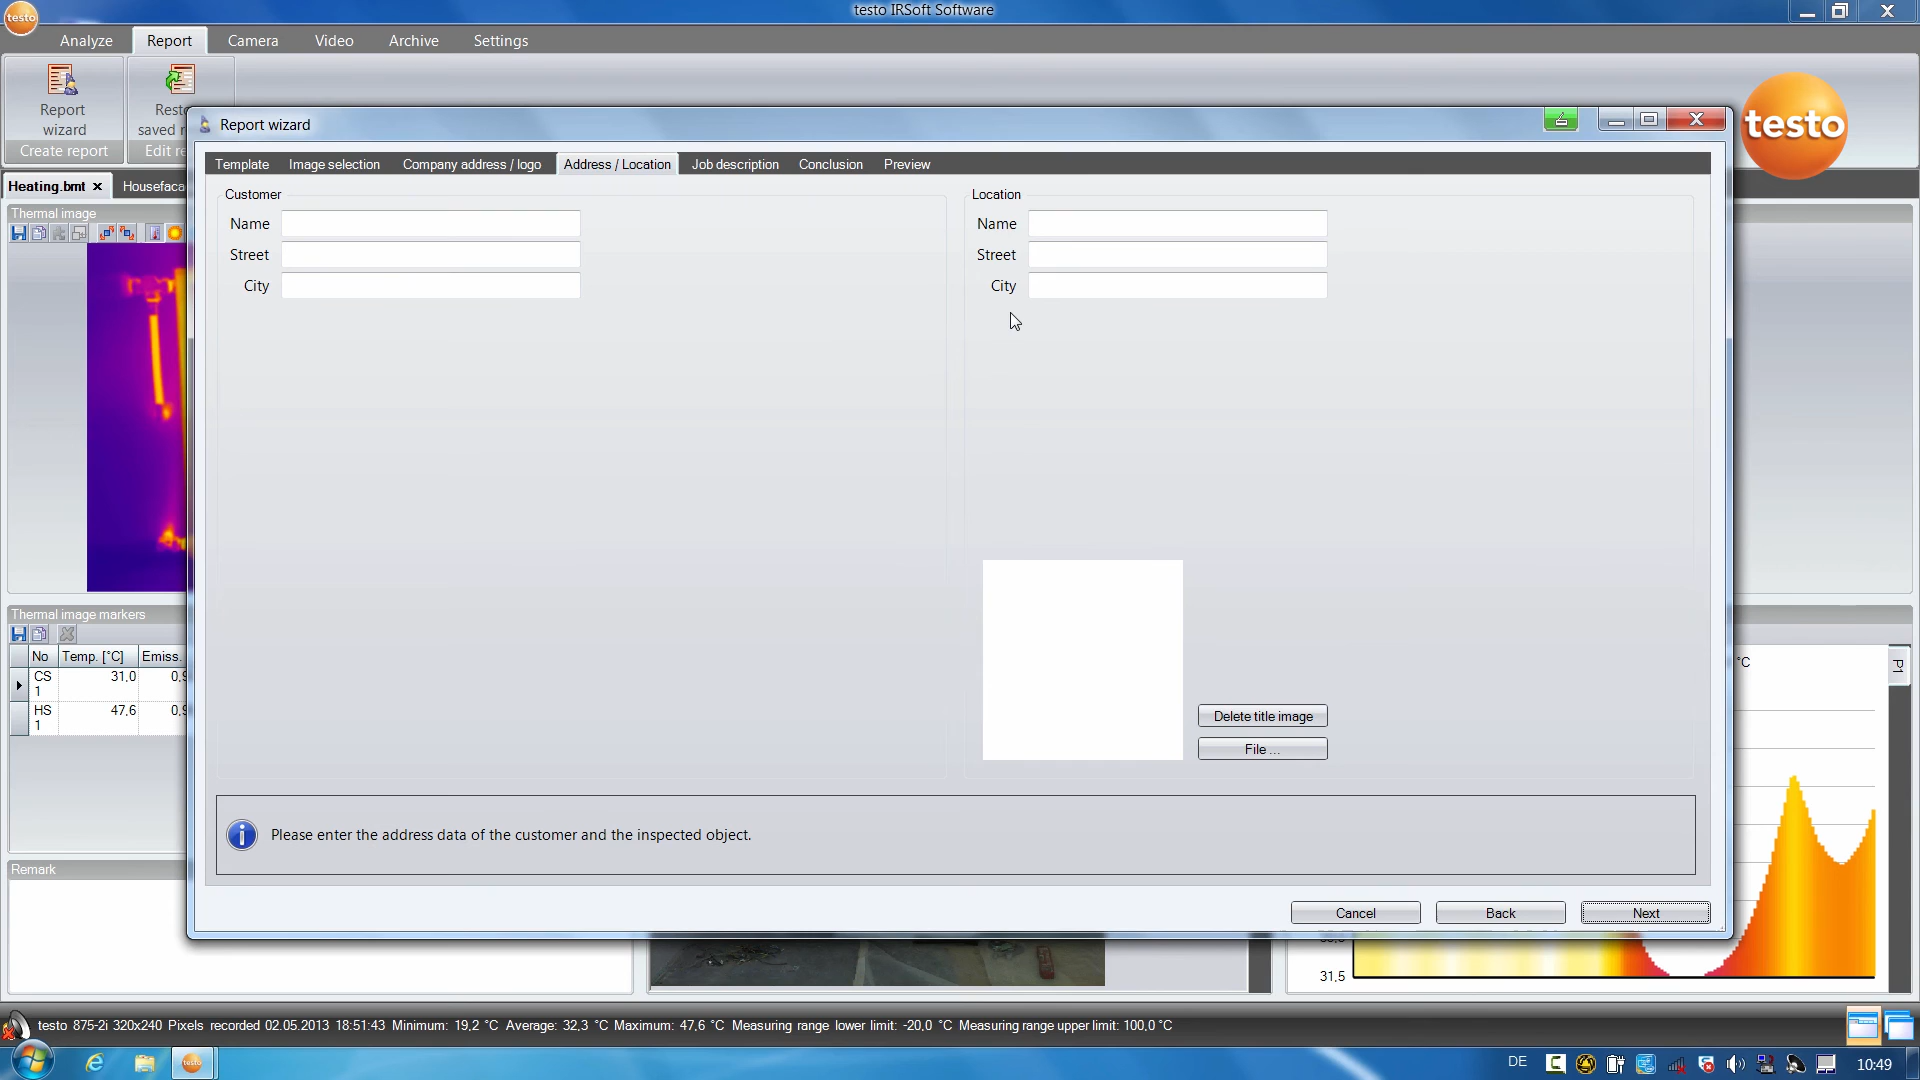 testo
testo IRSoft Software
Analyze
Report
Camera
Video
Archive
Settings
Report
wizard
Create report
saved
testo
Report wizard
Template
Image selection
Company address / logo
Address / Location
Job description
Conclusion
Preview
Heating.bmt
Thermal image
Customer
Name
Street
City
Location
Name
Street
City
Delete title image
File ...
Please enter the address data of the customer and the inspected object.
Cancel
Back
Next
Thermal image markers
No
Temp. [°C]
Emiss.
CS
1
31,0
HS
1
47,6
Remark
°C
P1
31,5
testo 875-2i 320x240 Pixels recorded 02.05.2013 18:51:43 Minimum: 19,2 °C Average: 32,3 °C Maximum: 47,6 °C Measuring range lower limit: -20,0 °C Measuring range upper limit: 100,0 °C
testo
DE
10:49